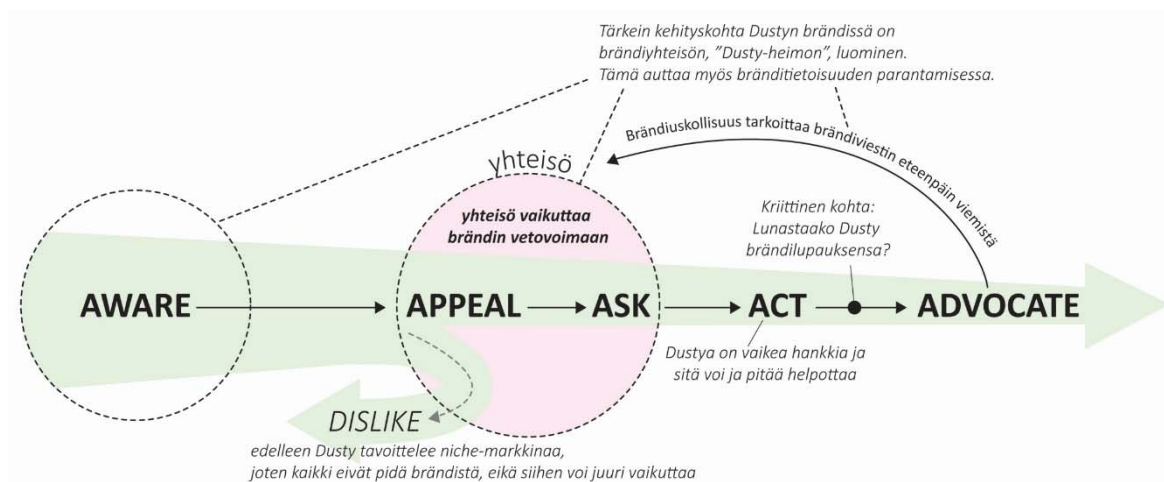 Tärkein kehityskohta Dustyn brändissä on
brändiyhteisön, ”Dusty-heimon”, luominen.
Tämä auttaa myös bränditietoisuuden parantamisessa.
Brändiuskollisuus tarkoittaa brändiviestin eteenpäin viemistä
yhteisö
yhteisö vaikuttaa
brändin vetovoimaan
Kriittinen kohta:
Lunastaako Dusty
brändilupauksensa?
AWARE
APPEAL
ASK
ACT
ADVOCATE
Dustya on vaikea hankkia ja
sitä voi ja pitää helpottaa
DISLIKE
edelleen Dusty tavoittelee niche-markkinaa,
joten kaikki eivät pidä brändistä, eikä siihen voi juuri vaikuttaa